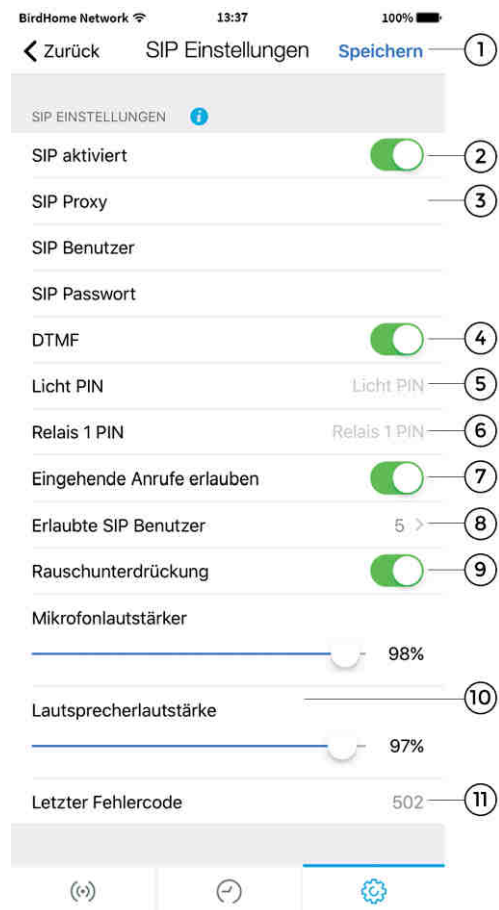 BirdHome Network 13:37 100%
Zurück SIP Einstellungen Speichern 1
SIP EINSTELLUNGEN i
SIP aktiviert 2
SIP Proxy 3
SIP Benutzer
SIP Passwort
DTMF 4
Licht PIN Licht PIN 5
Relais 1 PIN Relais 1 PIN 6
Eingehende Anrufe erlauben 7
Erlaubte SIP Benutzer 5 > 8
Rauschunterdrückung 9
Mikrofonlautstärker
98%
10
Lautsprecherlautstärke
97%
Letzter Fehlercode 502 11